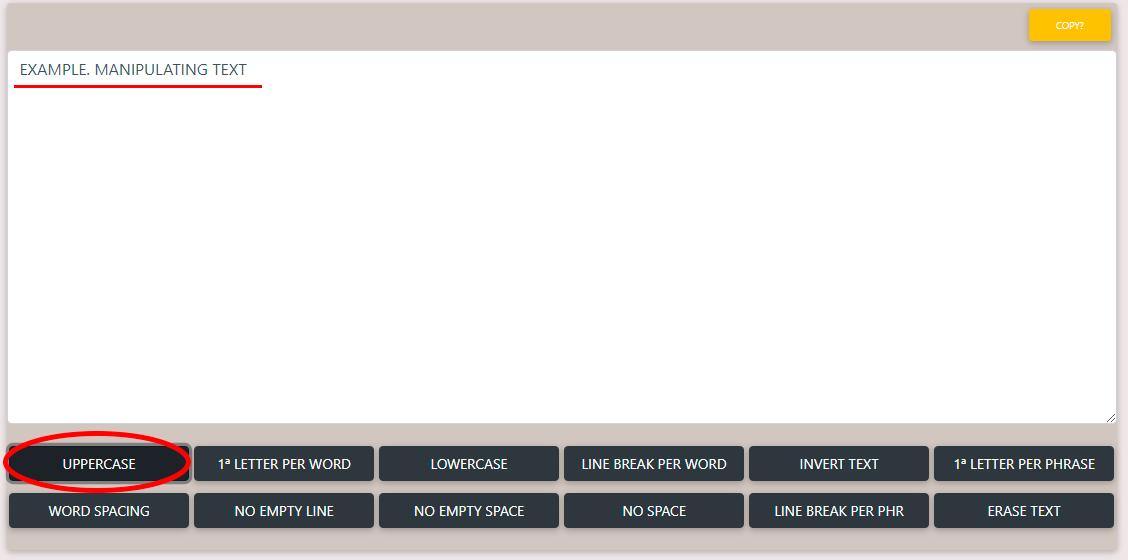 COPY?
EXAMPLE. MANIPULATING TEXT
UPPERCASE 1ª LETTER PER WORD LOWERCASE LINE BREAK PER WORD INVERT TEXT 1ª LETTER PER PHRASE
WORD SPACING NO EMPTY LINE NO EMPTY SPACE NO SPACE LINE BREAK PER PHR ERASE TEXT